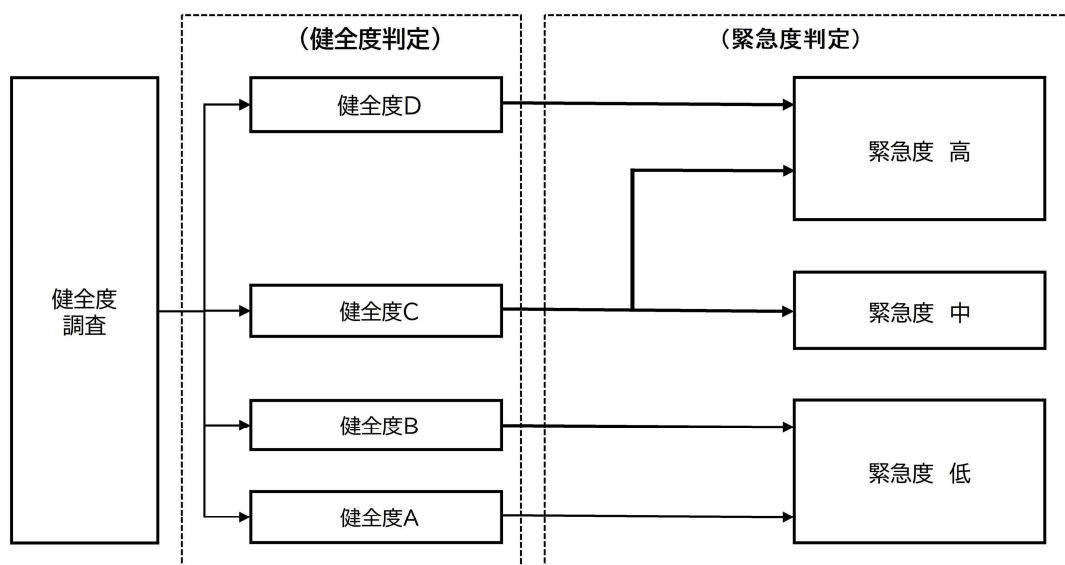 （健全度判定）
（緊急度判定）
健全度
調査
健全度D
健全度C
健全度B
健全度A
緊急度　高
緊急度　中
緊急度　低